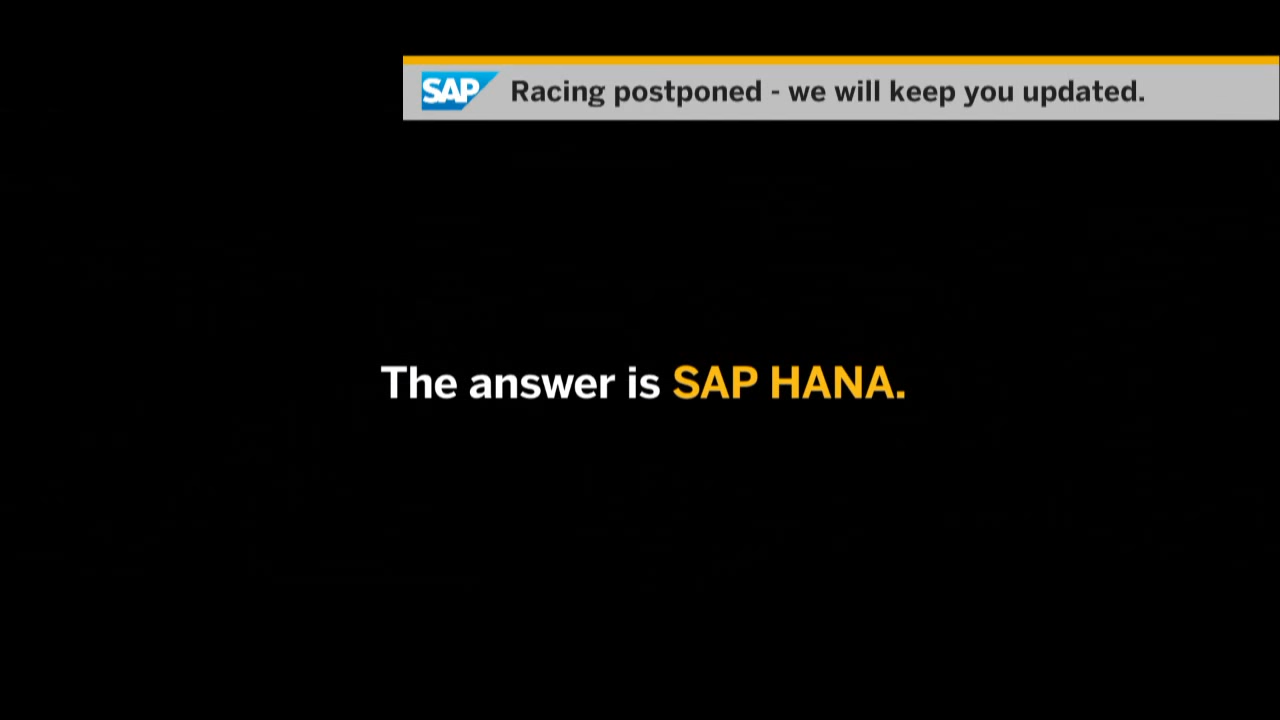 SAP Racing postponed - we will keep you updated.
The answer is SAP HANA.